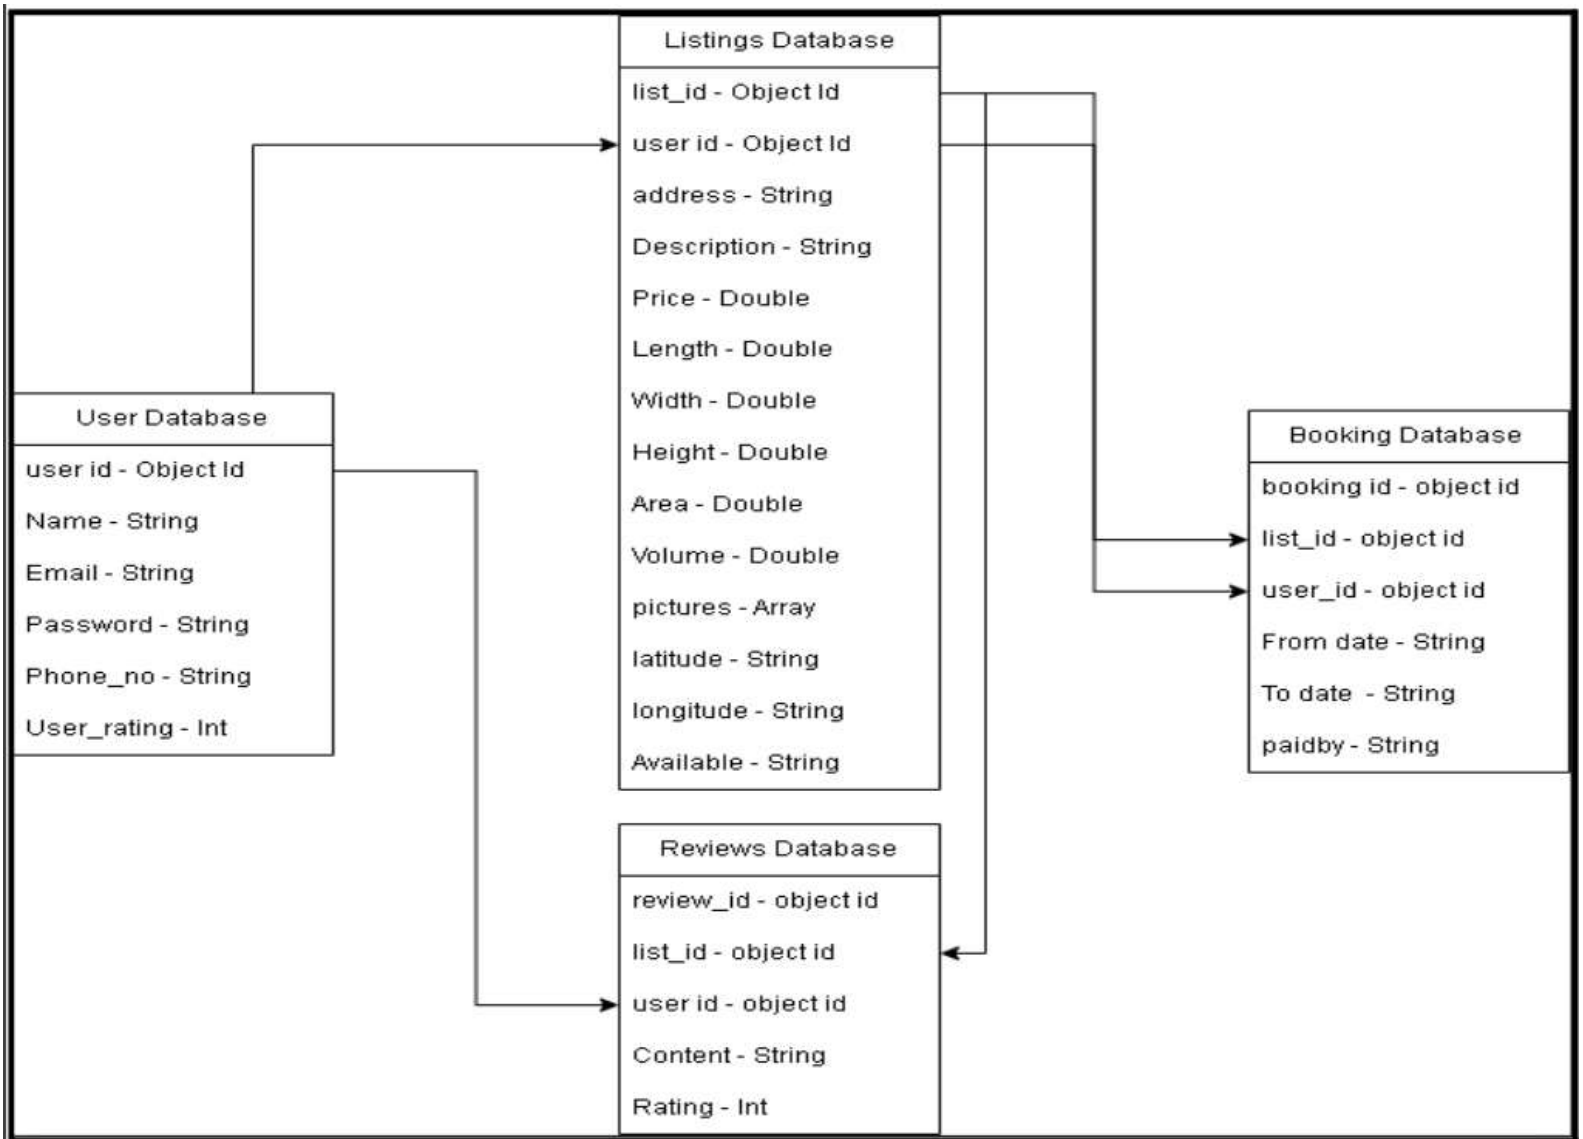 Listings Database
list_id - Object Id
user id - Object Id
address - String
Description - String
Price - Double
Length - Double
Width - Double
Height - Double
Area - Double
Volume - Double
pictures - Array
latitude - String
longitude - String
Available - String
User Database
user id - Object Id
Name - String
Email - String
Password - String
Phone_no - String
User_rating - Int
Booking Database
booking id - object id
list_id - object id
user_id - object id
From date - String
To date - String
paidby - String
Reviews Database
review_id - object id
list_id - object id
user id - object id
Content - String
Rating - Int